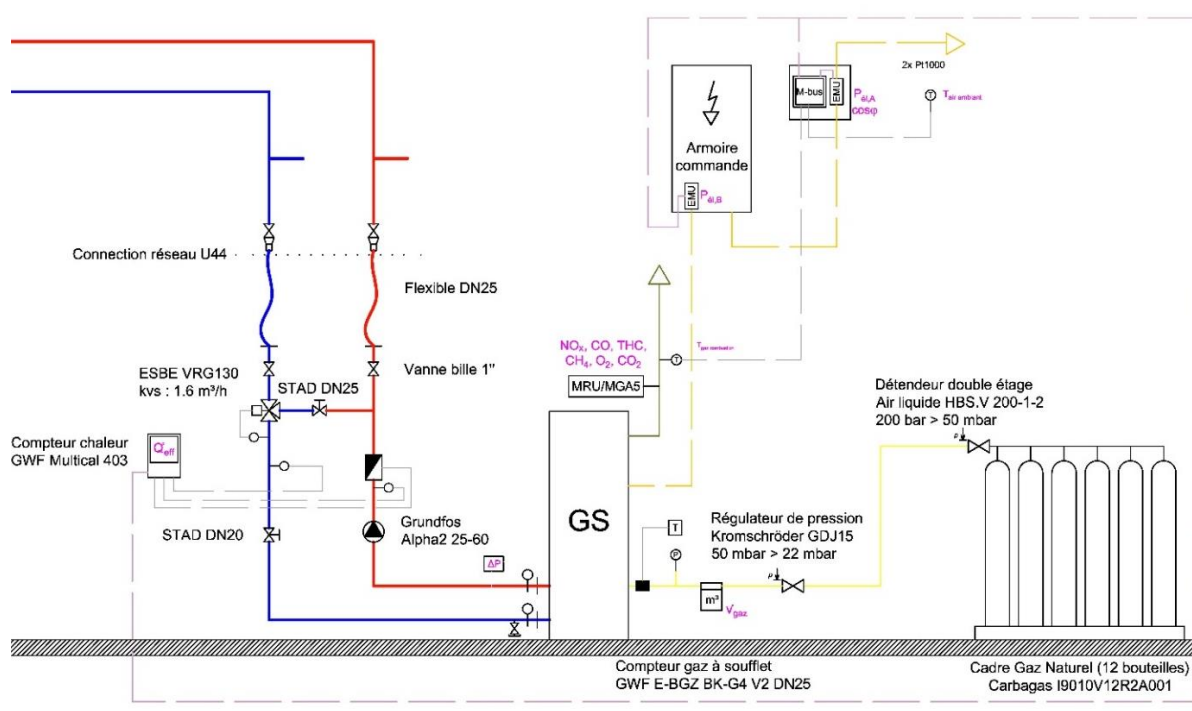 2x Pt1000
M-bus
EMU
Pél,A
cosφ
Tair ambiant
Armoire
commande
EMU
Pél,B
Connection réseau U44
Flexible DN25
NOx, CO, THC,
CH4, O2, CO2
MRU/MGA5
T
Tgaz combustion
ESBE VRG130
kvs : 1.6 m³/h
STAD DN25
Vanne bille 1"
Détendeur double étage
Air liquide HBS.V 200-1-2
200 bar > 50 mbar
P
Compteur chaleur
GWF Multical 403
Q̇eff
STAD DN20
Grundfos
Alpha2 25-60
GS
T
P
Régulateur de pression
Kromschröder GDJ15
50 mbar > 22 mbar
P
ΔP
m³
V̇gaz
Compteur gaz à soufflet
GWF E-BGZ BK-G4 V2 DN25
Cadre Gaz Naturel (12 bouteilles)
Carbagas I9010V12R2A001